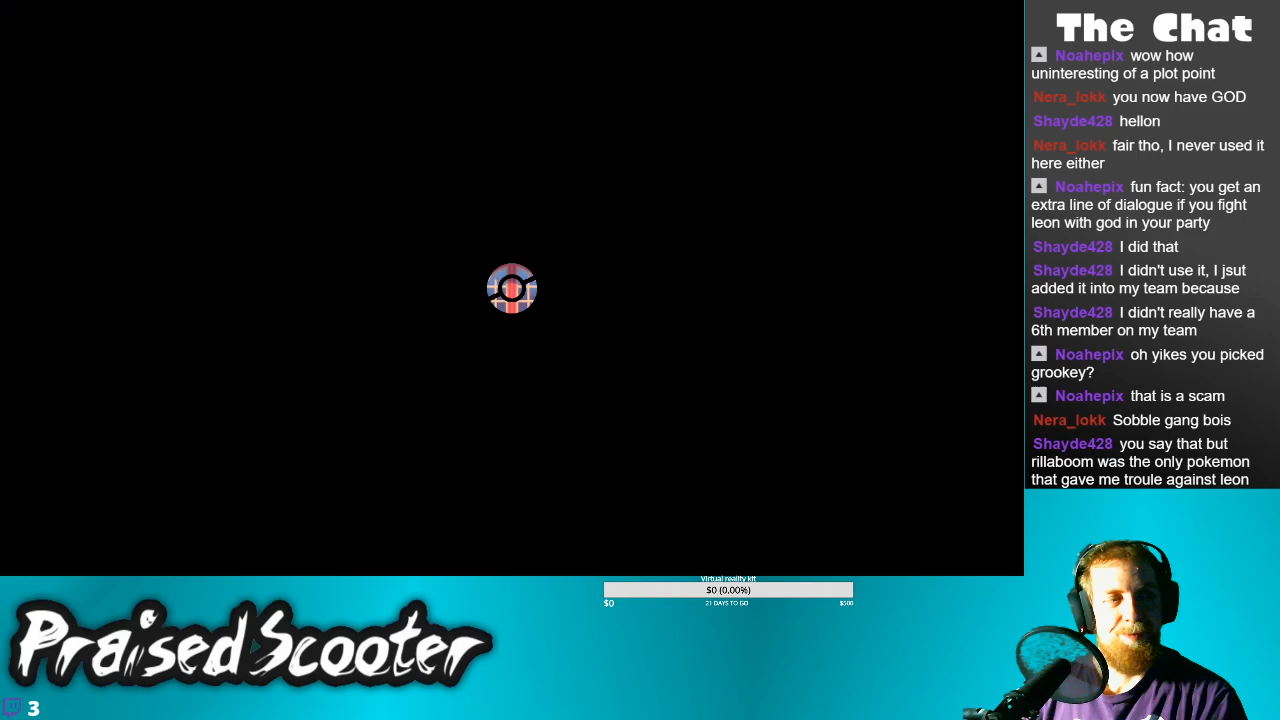 The Chat
Noahepix wow how
uninteresting of a plot point
Nera_lokk you now have GOD
Shayde428 hellon
Nera_lokk fair tho, I never used it
here either
Noahepix fun fact: you get an
extra line of dialogue if you fight
leon with god in your party
Shayde428 I did that
Shayde428 I didn't use it, I jsut
added it into my team because
Shayde428 I didn't really have a
6th member on my team
Noahepix oh yikes you picked
grookey?
Noahepix that is a scam
Nera_lokk Sobble gang bois
Shayde428 you say that but
rillaboom was the only pokemon
that gave me troule against leon
Virtual reality kit
$0 (0.00%)
$0 21 DAYS TO GO $500
PraisedScooter
3